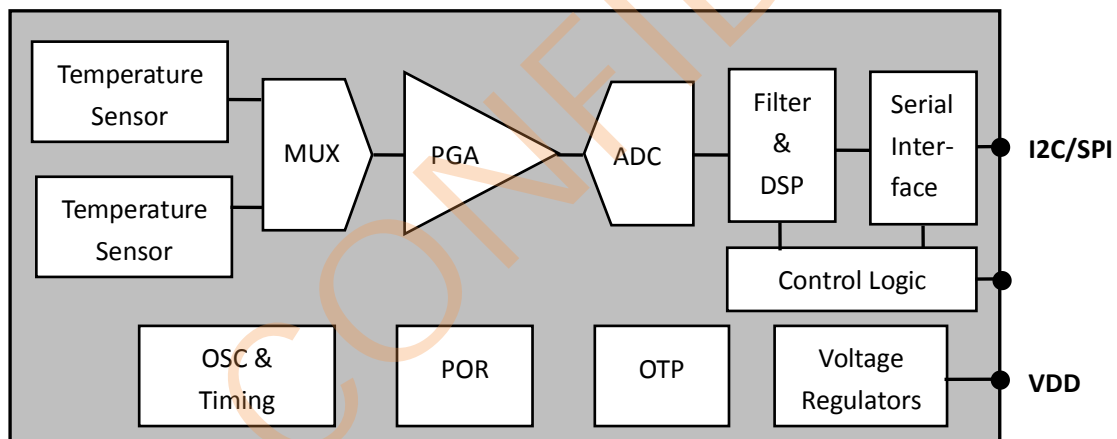 Temperature
Sensor
Temperature
Sensor
MUX
PGA
ADC
Filter
&
DSP
Serial
Inter-
face
I2C/SPI
Control Logic
OSC &
Timing
POR
OTP
Voltage
Regulators
VDD
CONFI